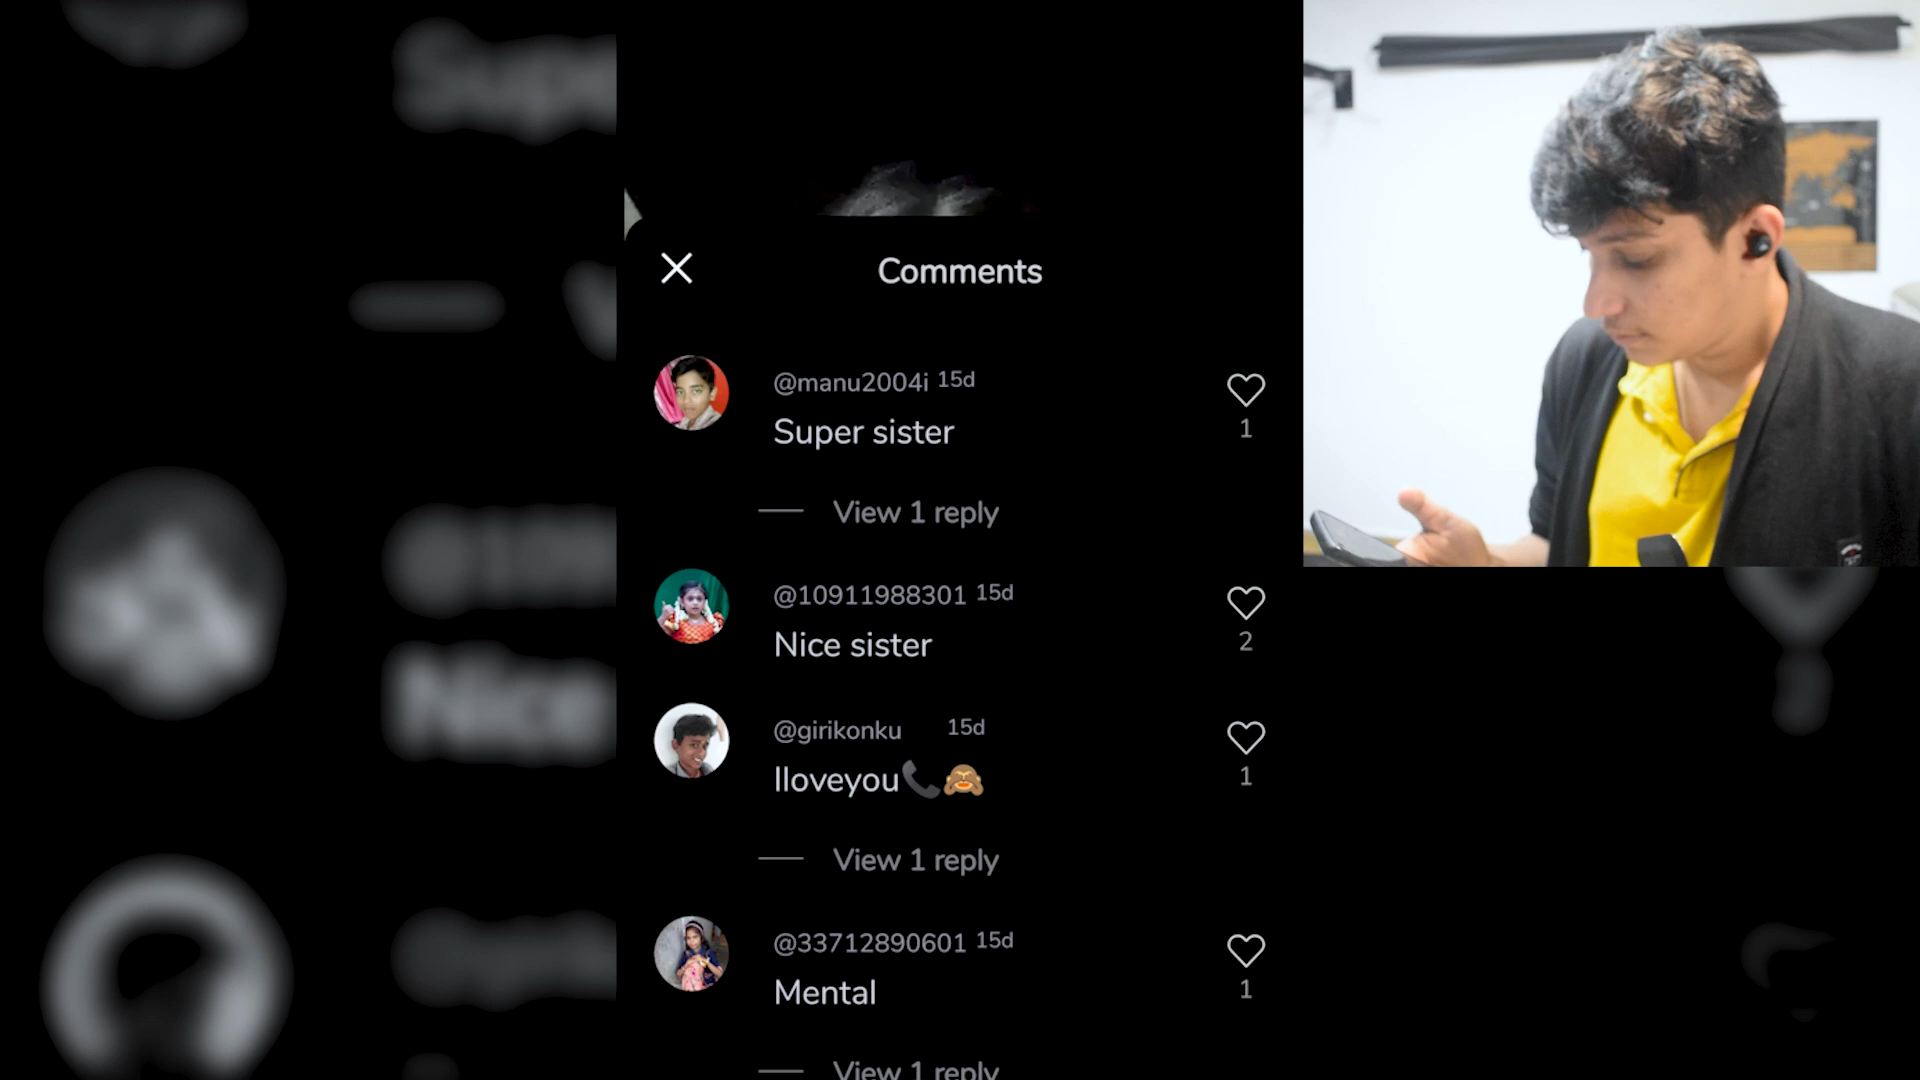 Comments
@manu2004i 15d
Super sister
1
View 1 reply
@10911988301 15d
Nice sister
2
@girikonku 15d
Iloveyou📞🙈
1
View 1 reply
@33712890601 15d
Mental
1
View 1 reply